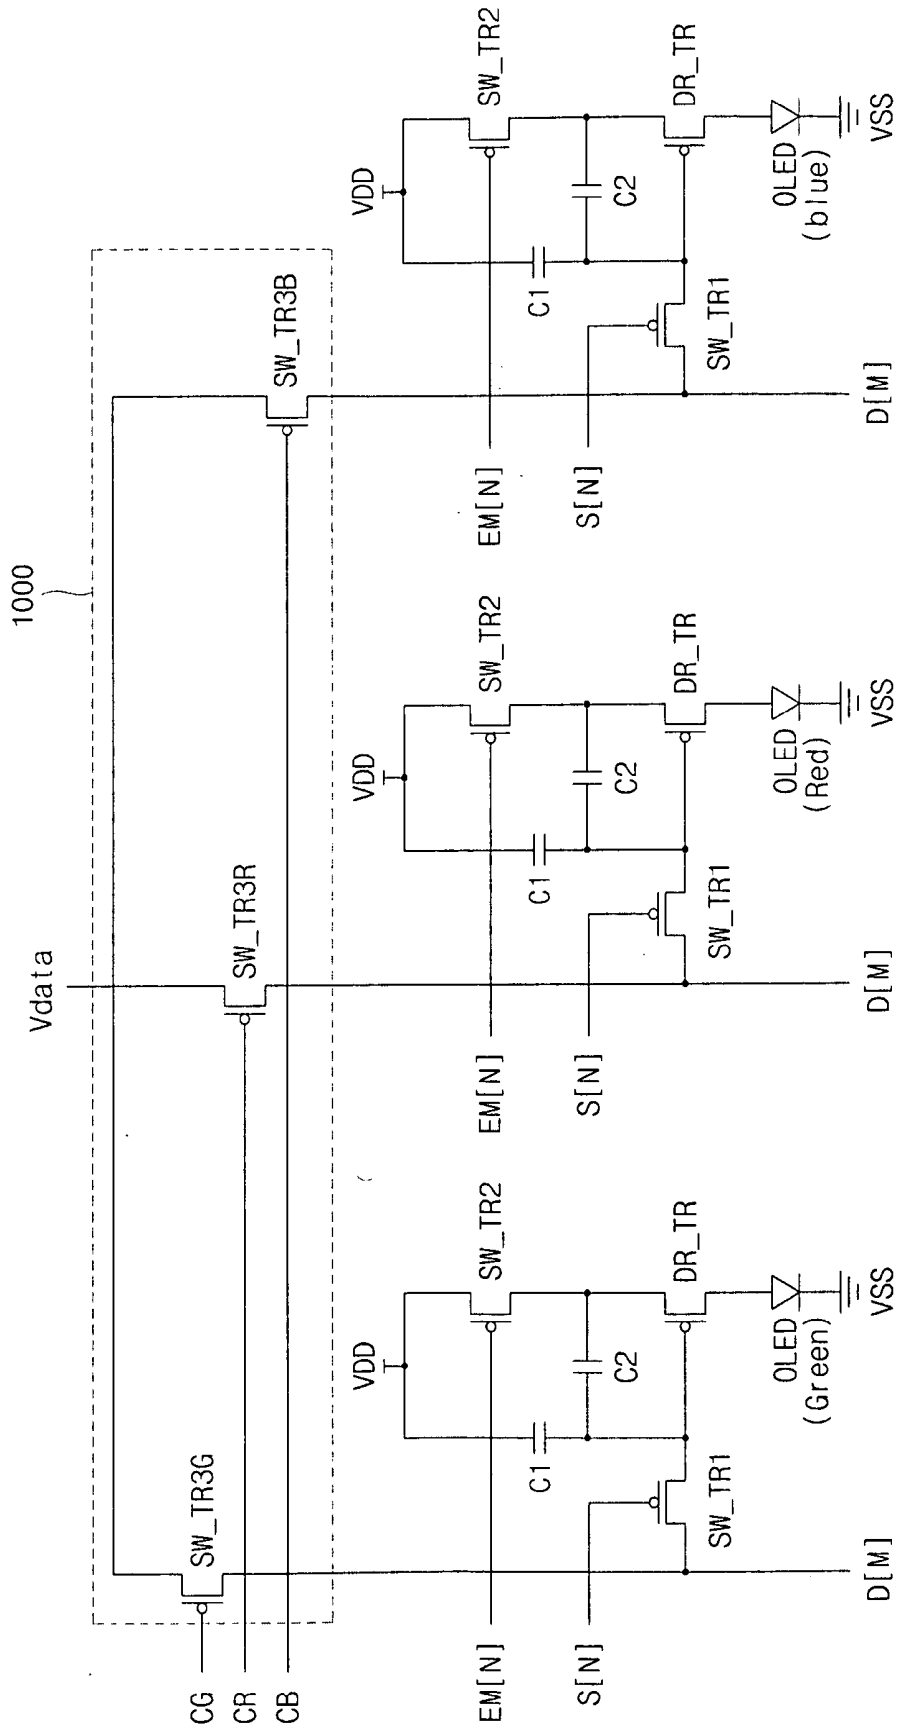 1000
Vdata
SW_TR3G
SW_TR3R
SW_TR3B
CG
CR
CB
VDD
SW_TR2
C1
C2
EM[N]
S[N]
SW_TR1
DR_TR
OLED
(Green)
VSS
D[M]
VDD
SW_TR2
C1
C2
EM[N]
S[N]
SW_TR1
DR_TR
OLED
(Red)
VSS
D[M]
VDD
SW_TR2
C1
C2
EM[N]
S[N]
SW_TR1
DR_TR
OLED
(blue)
VSS
D[M]